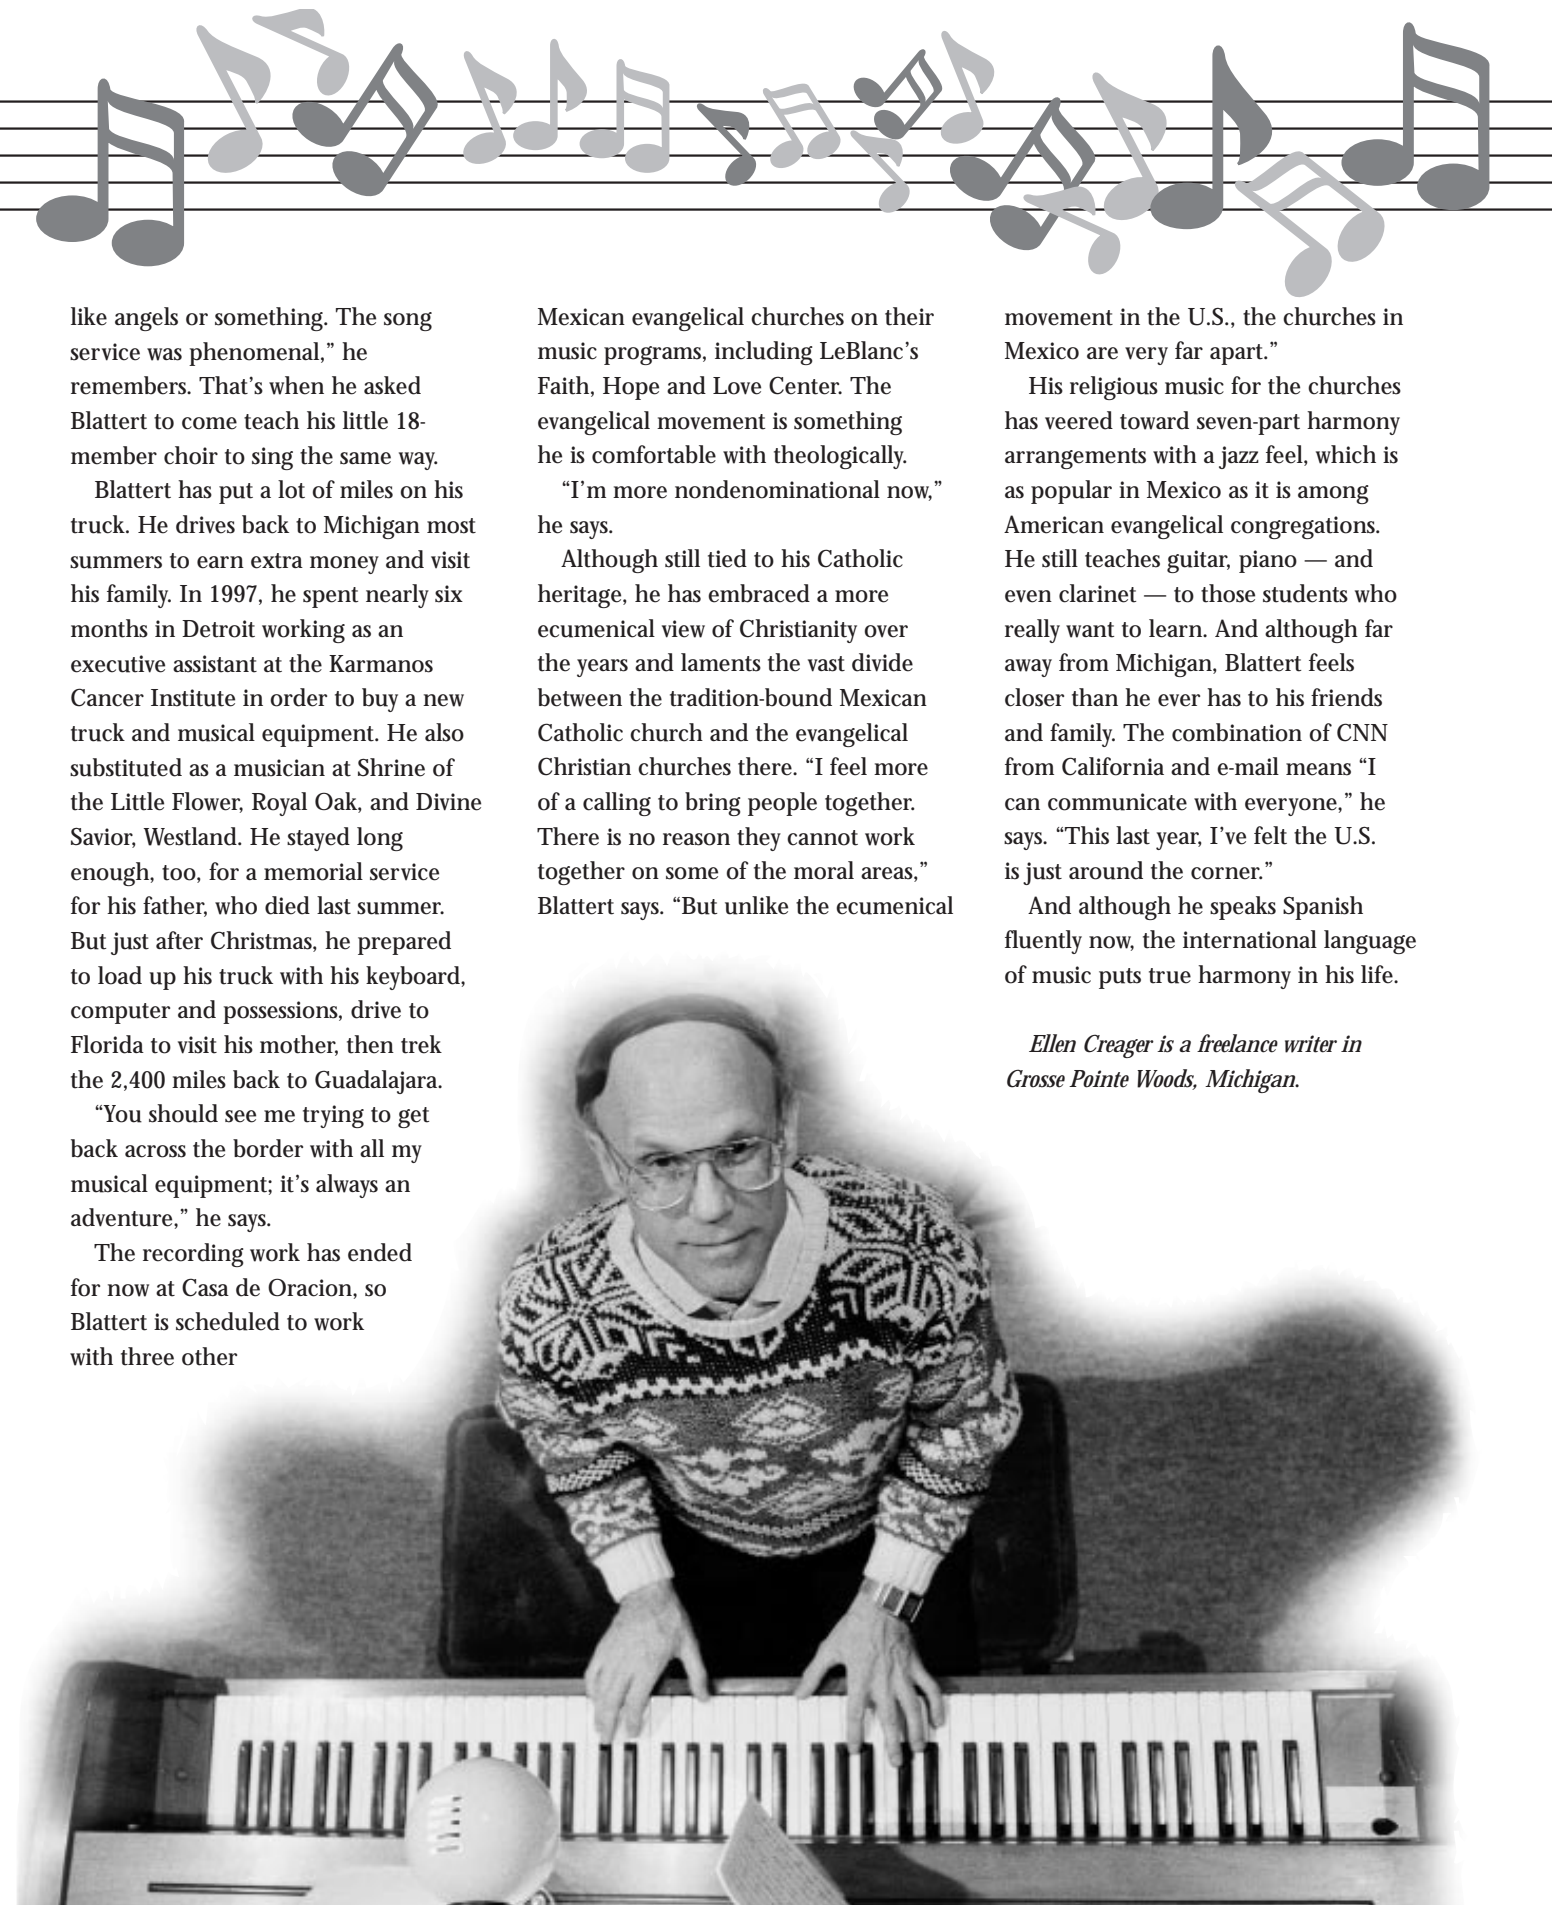 like angels or something. The song
service was phenomenal,” he
remembers. That’s when he asked
Blattert to come teach his little 18-
member choir to sing the same way.
Blattert has put a lot of miles on his
truck. He drives back to Michigan most
summers to earn extra money and visit
his family. In 1997, he spent nearly six
months in Detroit working as an
executive assistant at the Karmanos
Cancer Institute in order to buy a new
truck and musical equipment. He also
substituted as a musician at Shrine of
the Little Flower, Royal Oak, and Divine
Savior, Westland. He stayed long
enough, too, for a memorial service
for his father, who died last summer.
But just after Christmas, he prepared
to load up his truck with his keyboard,
computer and possessions, drive to
Florida to visit his mother, then trek
the 2,400 miles back to Guadalajara.
“You should see me trying to get
back across the border with all my
musical equipment; it’s always an
adventure,” he says.
The recording work has ended
for now at Casa de Oracion, so
Blattert is scheduled to work
with three other
Mexican evangelical churches on their
music programs, including LeBlanc’s
Faith, Hope and Love Center. The
evangelical movement is something
he is comfortable with theologically.
“I’m more nondenominational now,”
he says.
Although still tied to his Catholic
heritage, he has embraced a more
ecumenical view of Christianity over
the years and laments the vast divide
between the tradition-bound Mexican
Catholic church and the evangelical
Christian churches there. “I feel more
of a calling to bring people together.
There is no reason they cannot work
together on some of the moral areas,”
Blattert says. “But unlike the ecumenical
movement in the U.S., the churches in
Mexico are very far apart.”
His religious music for the churches
has veered toward seven-part harmony
arrangements with a jazz feel, which is
as popular in Mexico as it is among
American evangelical congregations.
He still teaches guitar, piano — and
even clarinet — to those students who
really want to learn. And although far
away from Michigan, Blattert feels
closer than he ever has to his friends
and family. The combination of CNN
from California and e-mail means “I
can communicate with everyone,” he
says. “This last year, I’ve felt the U.S.
is just around the corner.”
And although he speaks Spanish
fluently now, the international language
of music puts true harmony in his life.
Ellen Creager is a freelance writer in
Grosse Pointe Woods, Michigan.